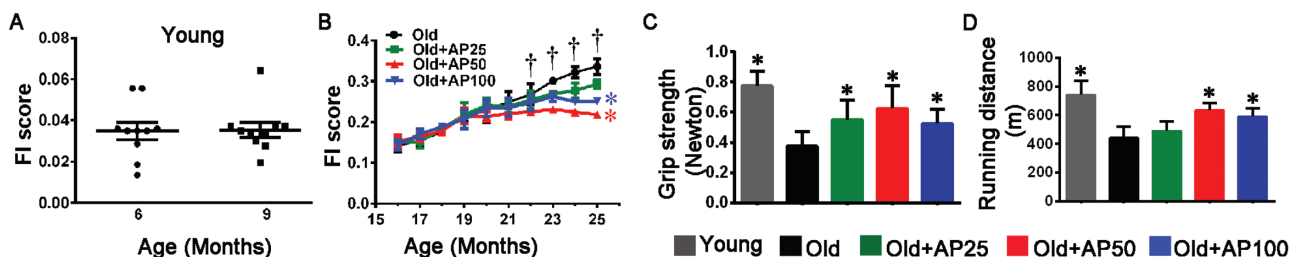 A
Young
FI score
0.08
0.06
0.04
0.02
0.00
6
9
Age (Months)
B
Old
Old+AP25
Old+AP50
Old+AP100
† † † †
*
*
FI score
0.4
0.3
0.2
0.1
0.0
15 17 19 21 23 25
Age (Months)
C
Grip strength
(Newton)
1.0
0.8
0.6
0.4
0.2
0.0
* * * *
D
Running distance
(m)
1000
800
600
400
200
0
* * *
Young Old Old+AP25 Old+AP50 Old+AP100